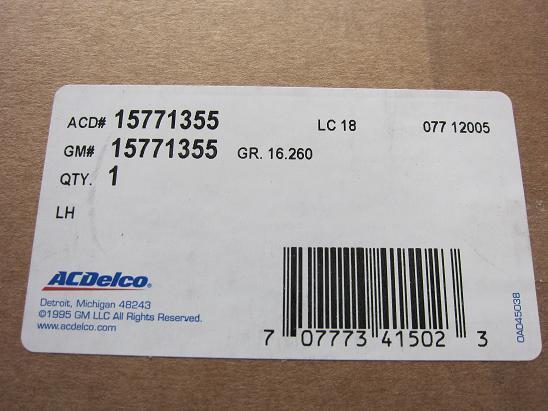 ACD# 15771355 LC 18 077 12005
GM# 15771355 GR. 16.260
QTY. 1
LH
ACDelco®
Detroit, Michigan 48243
©1995 GM LLC All Rights Reserved.
www.acdelco.com
7 07773 41502 3
0AD45038